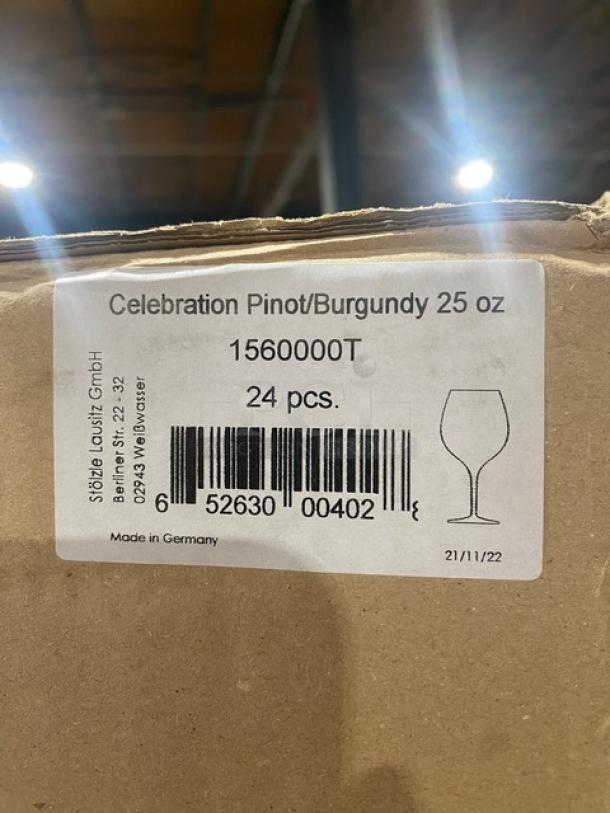 Celebration Pinot/Burgundy 25 oz
1560000T
24 pcs.
Stölzle Lausitz GmbH
Berliner Str. 22 - 32
02943 Weißwasser
6 52630 00402
Made in Germany
21/11/22